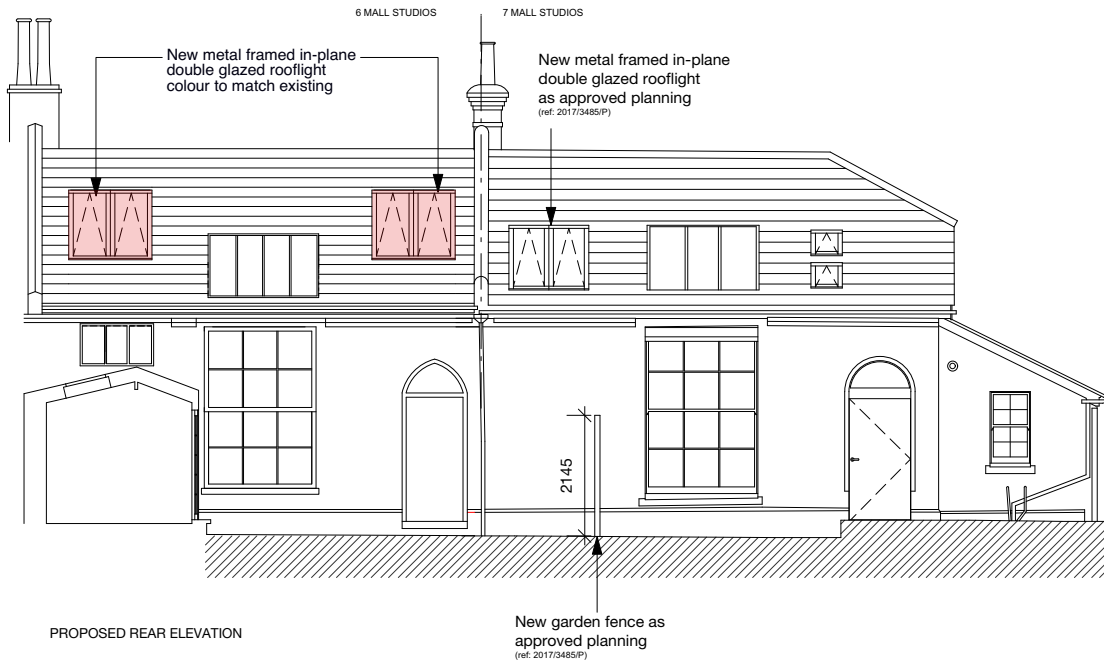 6 MALL STUDIOS
7 MALL STUDIOS
New metal framed in-plane
double glazed rooflight
colour to match existing
New metal framed in-plane
double glazed rooflight
as approved planning
(ref: 2017/3485/P)
2145
New garden fence as
approved planning
(ref: 2017/3485/P)
PROPOSED REAR ELEVATION